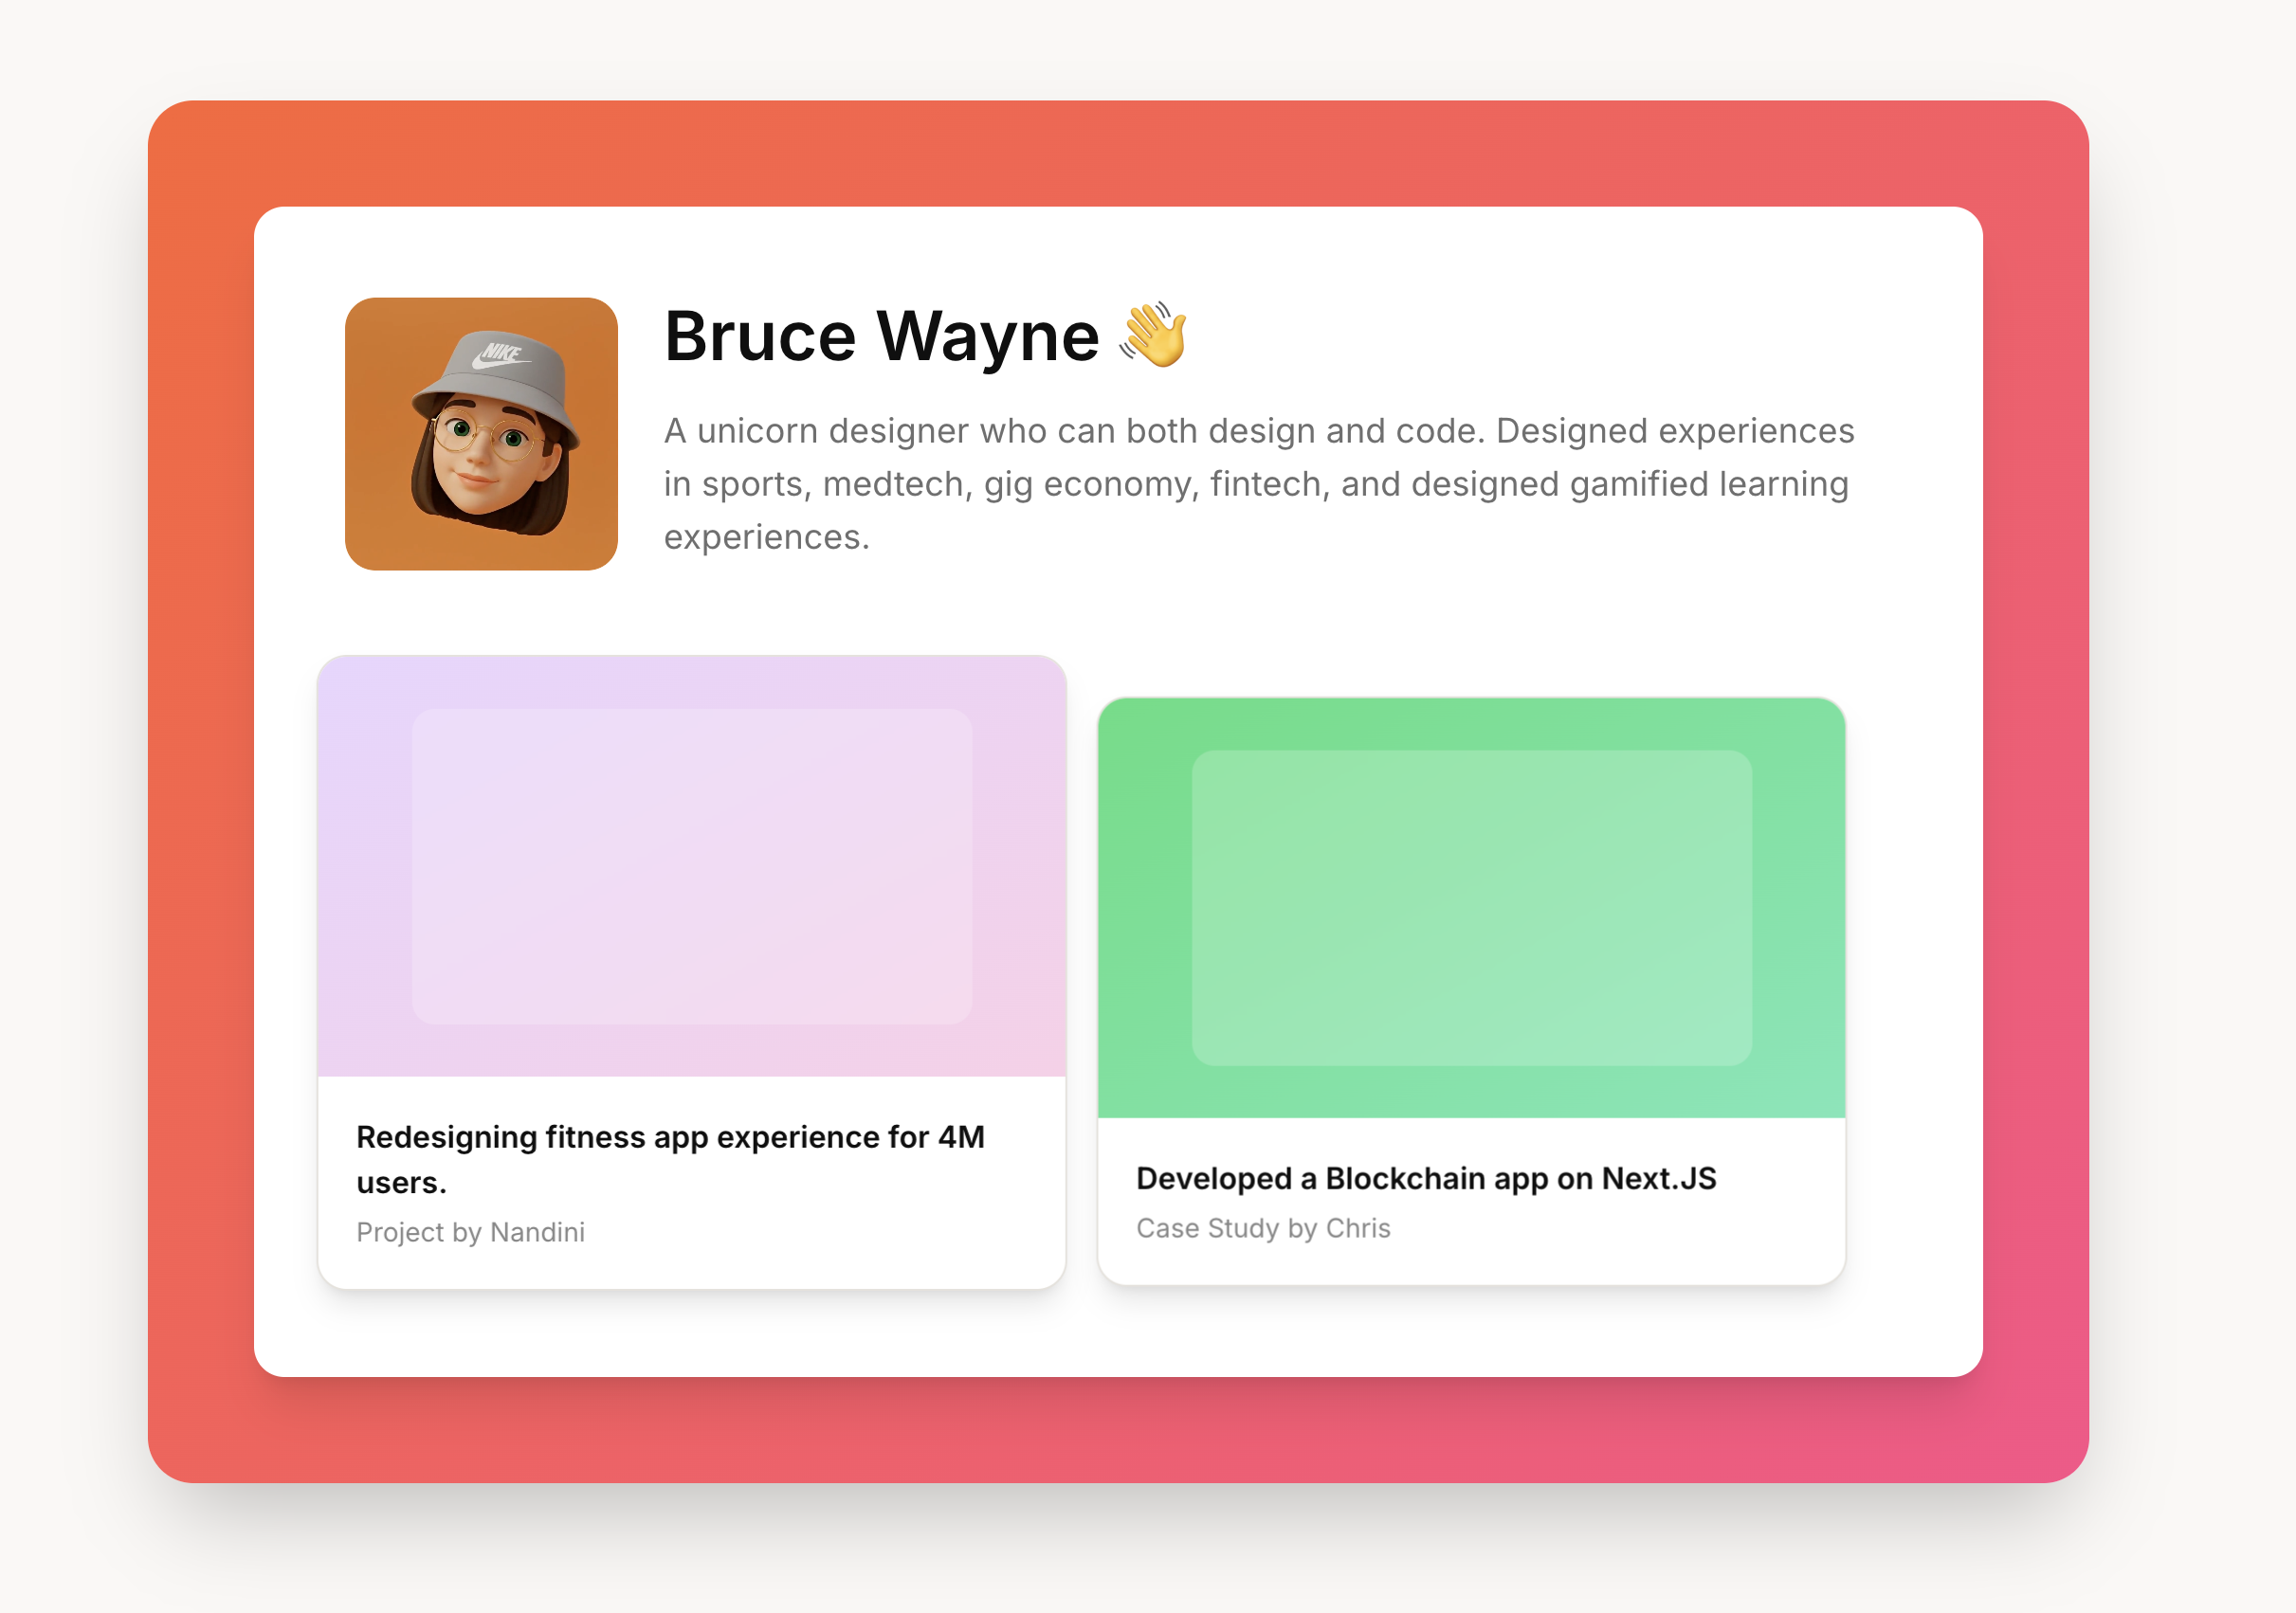 NIKE
Bruce Wayne 👋
A unicorn designer who can both design and code. Designed experiences
in sports, medtech, gig economy, fintech, and designed gamified learning
experiences.
Redesigning fitness app experience for 4M
users.
Project by Nandini
Developed a Blockchain app on Next.JS
Case Study by Chris